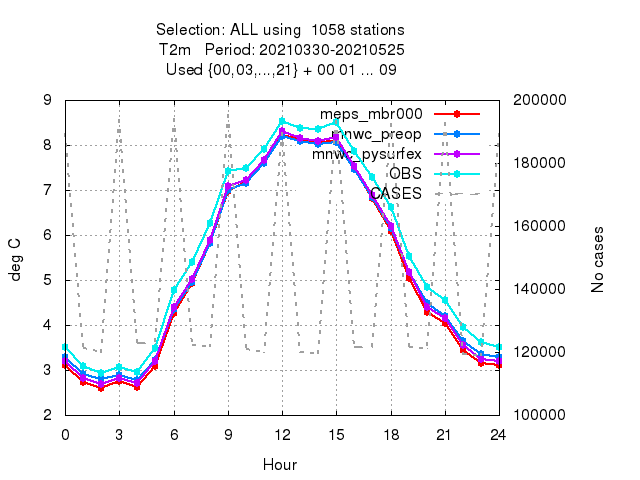 Selection: ALL using  1058 stations
T2m   Period: 20210330-20210525
Used {00,03,...,21} + 00 01 ... 09
meps_mbr000
mnwc_preop
mnwc_pysurfex
OBS
CASES
deg C
9
8
7
6
5
4
3
2
200000
180000
160000
140000
120000
100000
No cases
0 3 6 9 12 15 18 21 24
Hour